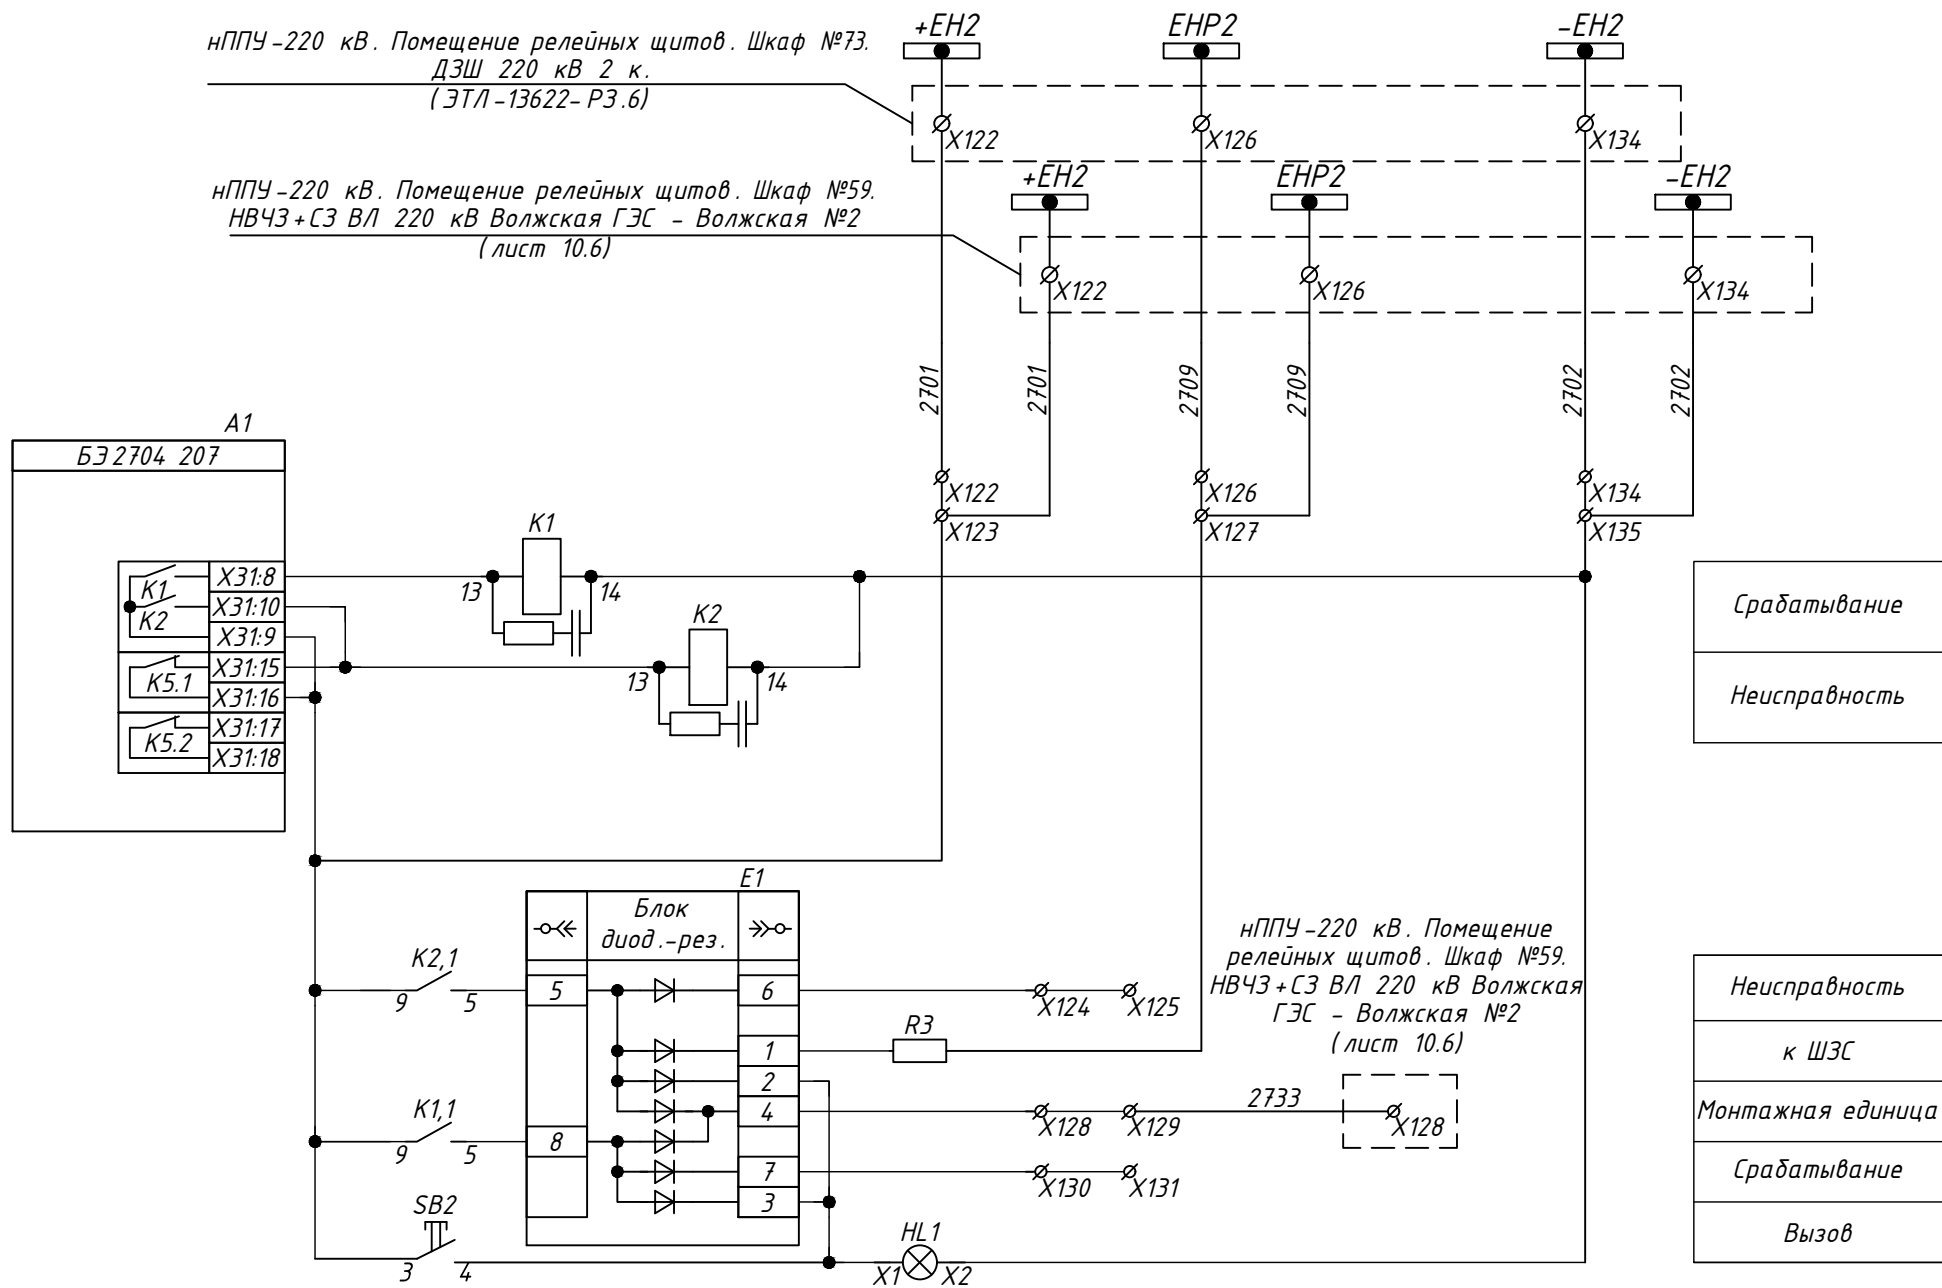 +EH2
EHP2
-EH2
нППУ-220 кВ. Помещение релейных щитов. Шкаф №73.
ДЗШ 220 кВ 2 к.
(ЭТЛ-13622-РЗ.6)
X122
X126
X134
+EH2
EHP2
-EH2
нППУ-220 кВ. Помещение релейных щитов. Шкаф №59.
НВЧЗ+СЗ ВЛ 220 кВ Волжская ГЭС - Волжская №2
(лист 10.6)
X122
X126
X134
2701
2701
2709
2709
2702
2702
A1
БЭ2704 207
X122
X126
X134
X123
X127
X135
K1
K1
X31:8
13
14
Срабатывание
K2
X31:10
X31:9
K2
K5.1
X31:15
X31:16
13
14
Неисправность
K5.2
X31:17
X31:18
E1
Блок
диод.-рез.
нППУ-220 кВ. Помещение
релейных щитов. Шкаф №59.
НВЧЗ+СЗ ВЛ 220 кВ Волжская
ГЭС - Волжская №2
(лист 10.6)
K2,1
9
5
5
6
X124
X125
Неисправность
1
R3
к ШЗС
2
K1,1
4
X128
X129
2733
X128
Монтажная единица
9
5
8
7
X130
X131
Срабатывание
3
SB2
3
4
HL1
X1
X2
Вызов